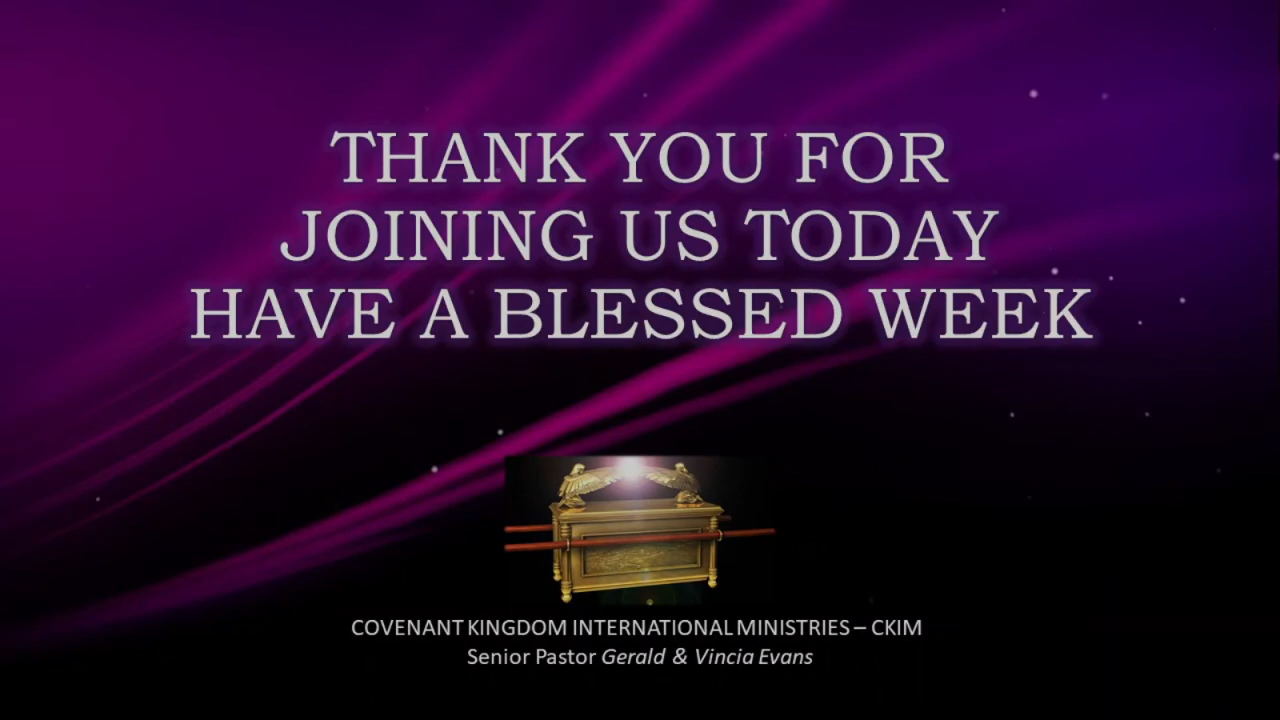 THANK YOU FOR
JOINING US TODAY
HAVE A BLESSED WEEK
COVENANT KINGDOM INTERNATIONAL MINISTRIES – CKIM
Senior Pastor Gerald & Vincia Evans